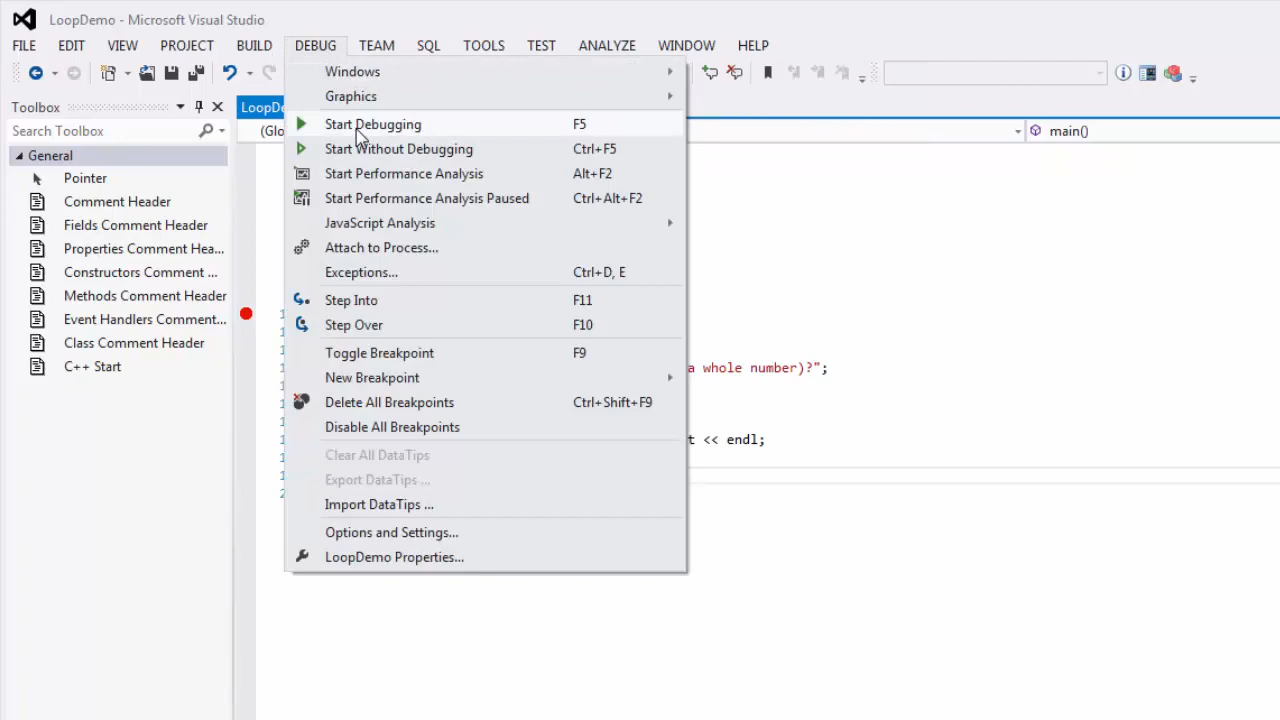 LoopDemo - Microsoft Visual Studio
FILE EDIT VIEW PROJECT BUILD DEBUG TEAM SQL TOOLS TEST ANALYZE WINDOW HELP
Toolbox
LoopDe
Search Toolbox
(Glo
main()
General
Pointer
Comment Header
Fields Comment Header
Properties Comment Hea...
Constructors Comment ...
Methods Comment Header
Event Handlers Comment...
Class Comment Header
C++ Start
Windows
Graphics
Start Debugging F5
Start Without Debugging Ctrl+F5
Start Performance Analysis Alt+F2
Start Performance Analysis Paused Ctrl+Alt+F2
JavaScript Analysis
Attach to Process...
Exceptions... Ctrl+D, E
Step Into F11
Step Over F10
Toggle Breakpoint F9
New Breakpoint
Delete All Breakpoints Ctrl+Shift+F9
Disable All Breakpoints
Clear All DataTips
Export DataTips ...
Import DataTips ...
Options and Settings...
LoopDemo Properties...
a whole number)?";
t << endl;